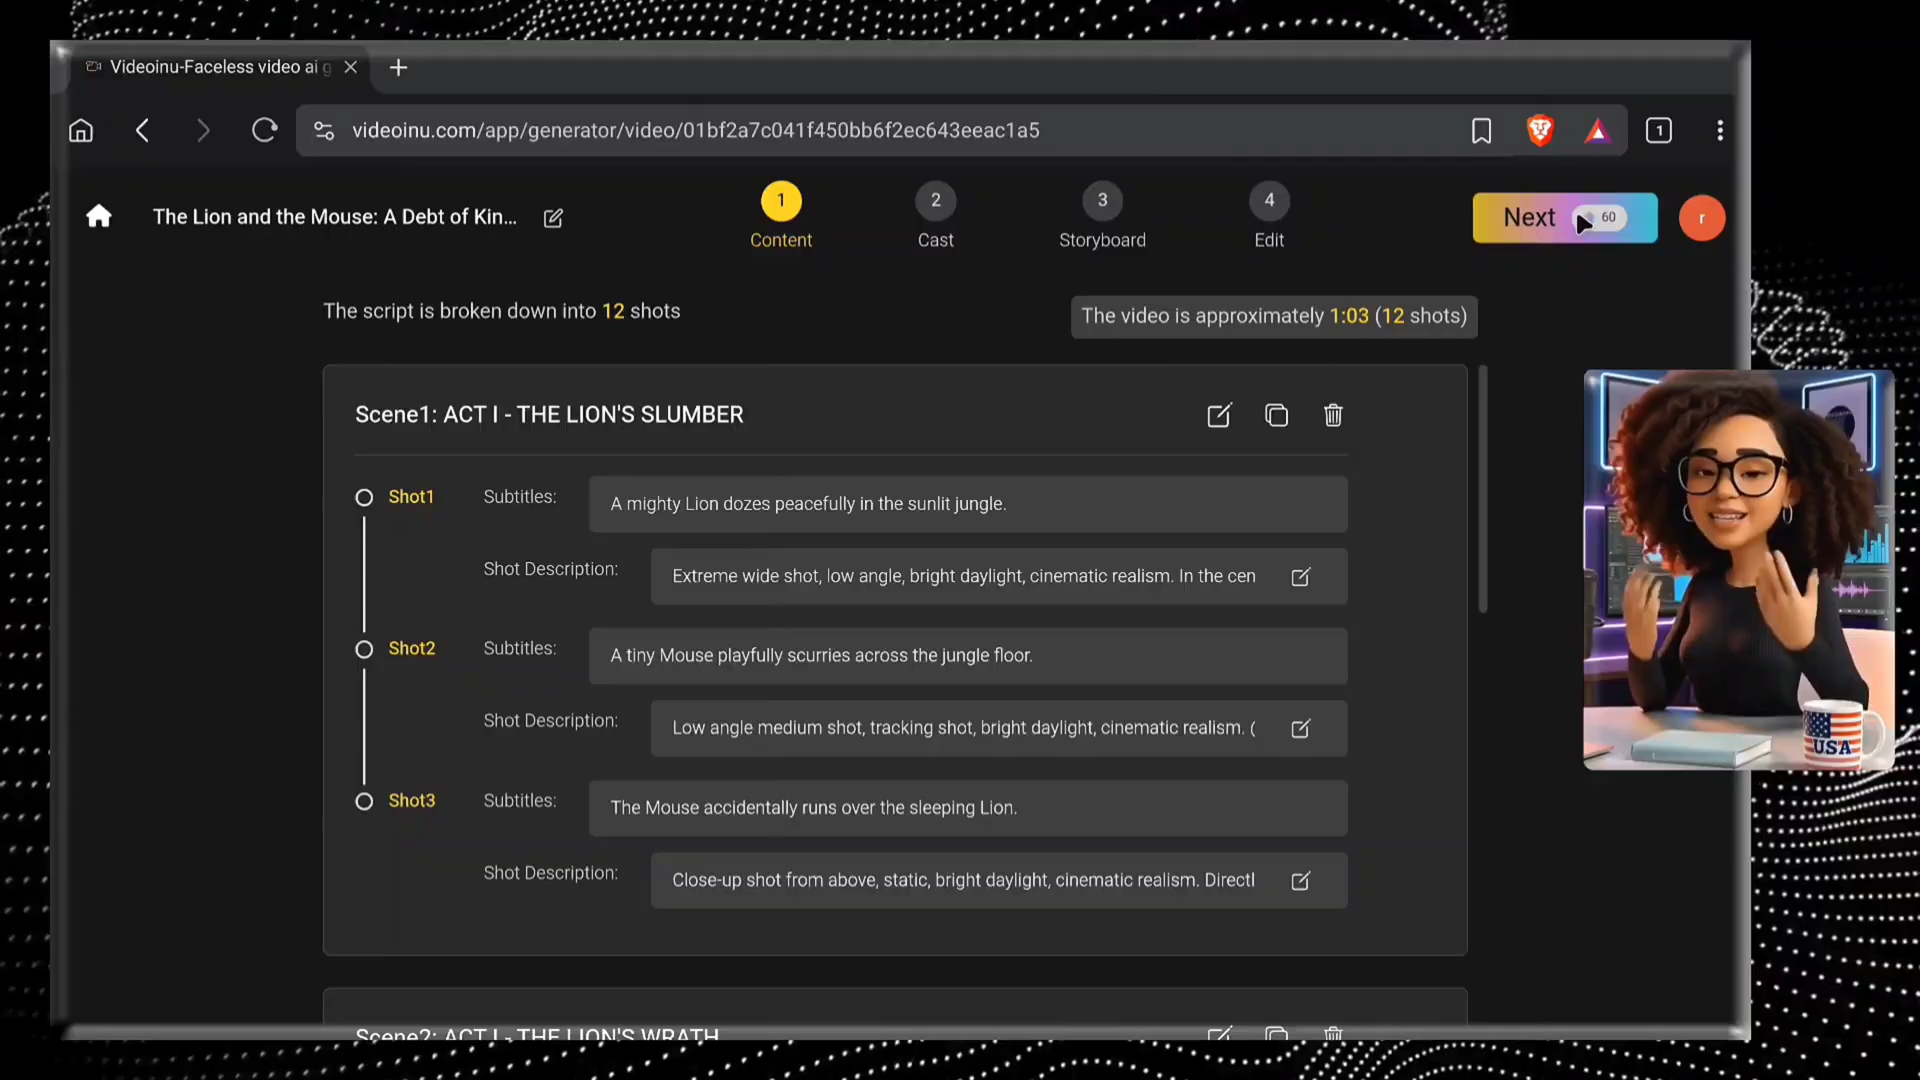 Videoinu-Faceless video ai g
videoinu.com/app/generator/video/01bf2a7c041f450bb6f2ec643eeac1a5
1
The Lion and the Mouse: A Debt of Kin...
1
Content
2
Cast
3
Storyboard
4
Edit
Next 60
r
The script is broken down into 12 shots
The video is approximately 1:03 (12 shots)
Scene1: ACT I - THE LION'S SLUMBER
Shot1
Subtitles:
A mighty Lion dozes peacefully in the sunlit jungle.
Shot Description:
Extreme wide shot, low angle, bright daylight, cinematic realism. In the cen
Shot2
Subtitles:
A tiny Mouse playfully scurries across the jungle floor.
Shot Description:
Low angle medium shot, tracking shot, bright daylight, cinematic realism. (
Shot3
Subtitles:
The Mouse accidentally runs over the sleeping Lion.
Shot Description:
Close-up shot from above, static, bright daylight, cinematic realism. Directl
USA
Scene2: ACT I - THE LION'S WRATH